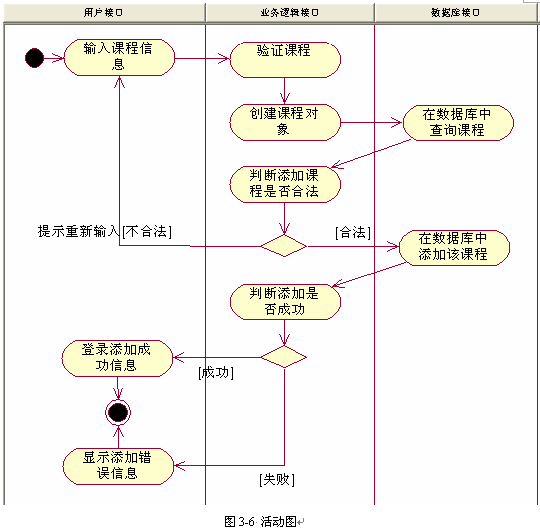 用户接口
业务逻辑接口
数据库接口
输入课程信
息
验证课程
创建课程对
象
在数据库中
查询课程
判断添加课
程是否合法
提示重新输入[不合法]
[合法]
在数据库中
添加该课程
判断添加是
否成功
登录添加成
功信息
[成功]
显示添加错
误信息
[失败]
图 3-6 活动图